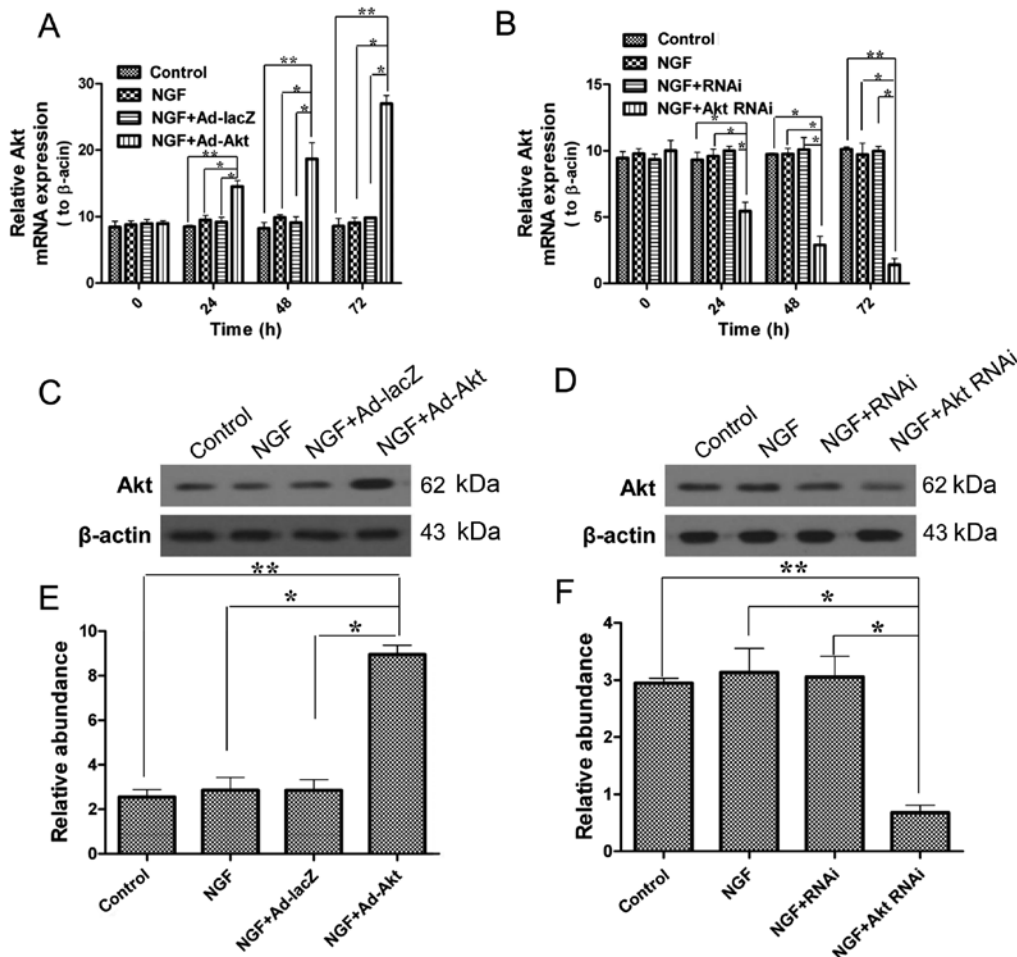 A
Relative Akt
mRNA expression
( to β-acin)
30
20
10
0
Control
NGF
NGF+Ad-lacZ
NGF+Ad-Akt
**
*
*
**
*
*
**
*
*
0
24
48
72
Time (h)
B
Relative Akt
mRNA expression
( to β-acin)
15
10
5
0
Control
NGF
NGF+RNAi
NGF+Akt RNAi
*
*
*
*
*
*
**
*
*
0
24
48
72
Time (h)
C
Control
NGF
NGF+Ad-lacZ
NGF+Ad-Akt
Akt
62 kDa
β-actin
43 kDa
D
Control
NGF
NGF+RNAi
NGF+Akt RNAi
Akt
62 kDa
β-actin
43 kDa
E
Relative abundance
10
8
6
4
2
0
**
*
*
Control
NGF
NGF+Ad-lacZ
NGF+Ad-Akt
F
Relative abundance
4
3
2
1
0
**
*
*
Control
NGF
NGF+RNAi
NGF+Akt RNAi